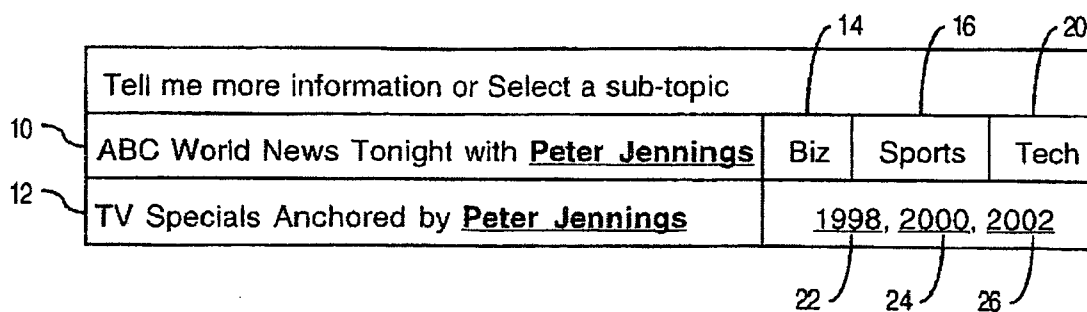 14 16 20
Tell me more information or Select a sub-topic
10 ABC World News Tonight with Peter Jennings Biz Sports Tech
12 TV Specials Anchored by Peter Jennings 1998, 2000, 2002
22 24 26